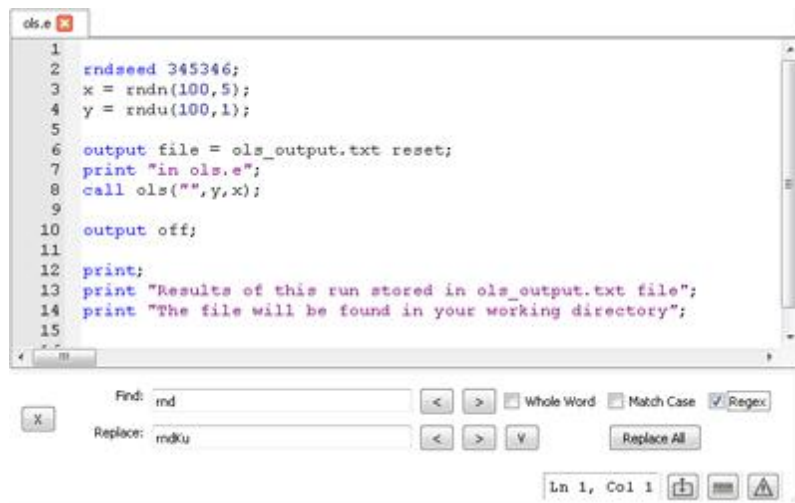 ols.e
1
2 rndseed 345346;
3 x = rndn(100,5);
4 y = rndu(100,1);
5
6 output file = ols_output.txt reset;
7 print "in ols.e";
8 call ols("",y,x);
9
10 output off;
11
12 print;
13 print "Results of this run stored in ols_output.txt file";
14 print "The file will be found in your working directory";
15
X
Find: rnd < > Whole Word Match Case Regex
Replace: rndKu < > V Replace All
Ln 1, Col 1